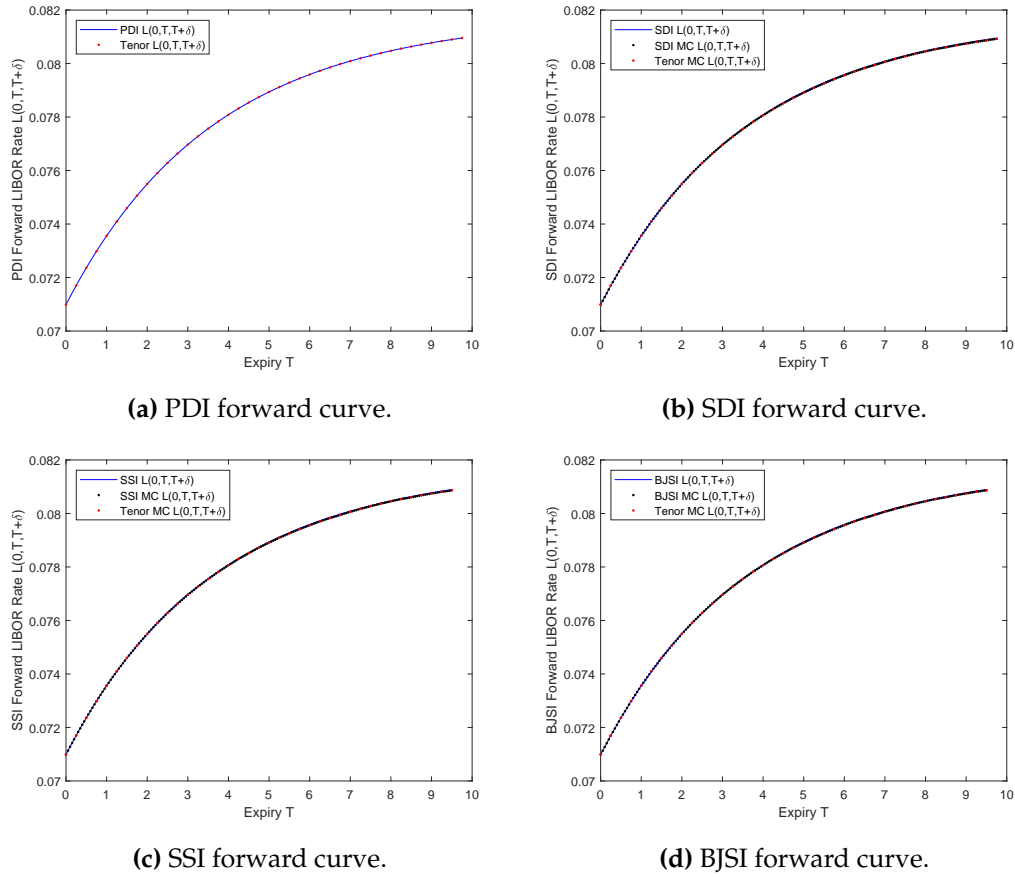 0.082
0.08
0.078
0.076
0.074
0.072
0.07
PDI Forward LIBOR Rate L(0,T,T+δ)
PDI L(0,T,T+δ)
Tenor L(0,T,T+δ)
0 1 2 3 4 5 6 7 8 9 10
Expiry T
(a) PDI forward curve.
0.082
0.08
0.078
0.076
0.074
0.072
0.07
SDI Forward LIBOR Rate L(0,T,T+δ)
SDI L(0,T,T+δ)
SDI MC L(0,T,T+δ)
Tenor MC L(0,T,T+δ)
0 1 2 3 4 5 6 7 8 9 10
Expiry T
(b) SDI forward curve.
0.082
0.08
0.078
0.076
0.074
0.072
0.07
SSI Forward LIBOR Rate L(0,T,T+δ)
SSI L(0,T,T+δ)
SSI MC L(0,T,T+δ)
Tenor MC L(0,T,T+δ)
0 1 2 3 4 5 6 7 8 9 10
Expiry T
(c) SSI forward curve.
0.082
0.08
0.078
0.076
0.074
0.072
0.07
BJSI Forward LIBOR Rate L(0,T,T+δ)
BJSI L(0,T,T+δ)
BJSI MC L(0,T,T+δ)
Tenor MC L(0,T,T+δ)
0 1 2 3 4 5 6 7 8 9 10
Expiry T
(d) BJSI forward curve.